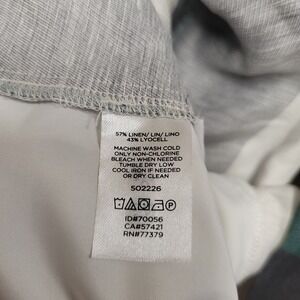 57% LINEN/ LIN/ LINO
43% LYOCELL
MACHINE WASH COLD
ONLY NON-CHLORINE
BLEACH WHEN NEEDED
TUMBLE DRY LOW
COOL IRON IF NEEDED
OR DRY CLEAN
SO2226
ID#70056
CA#57421
RN#77379